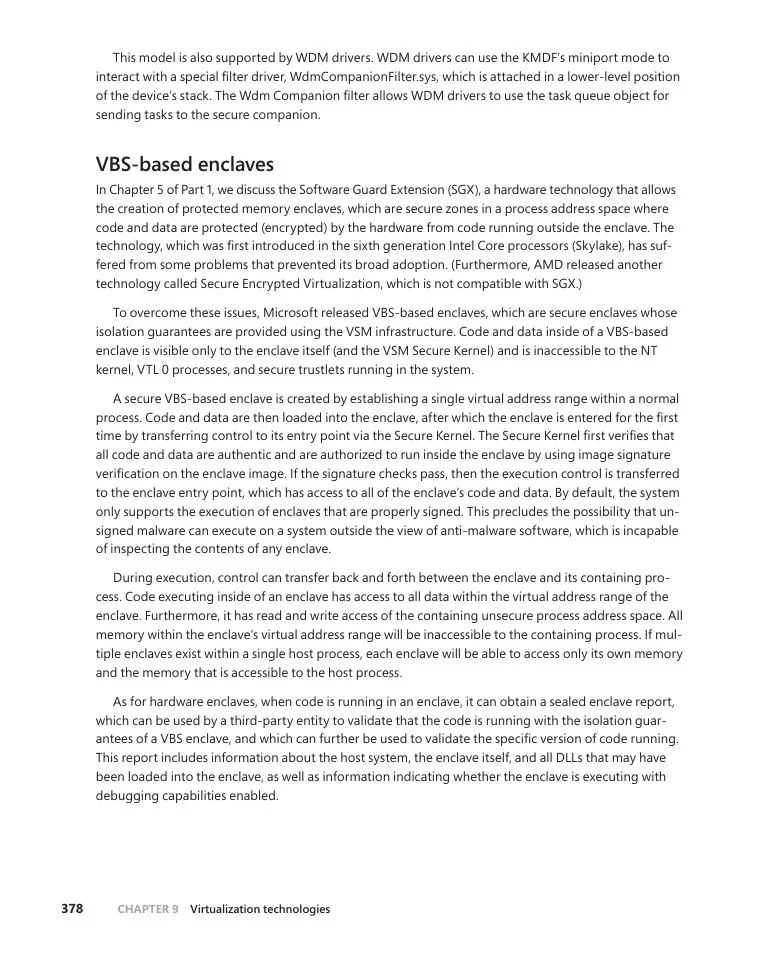 This model is also supported by WDM drivers. WDM drivers can use the KMDF's miniport mode to
interact with a special filter driver, WdmCompanionFilter.sys, which is attached in a lower-level position
of the device's stack. The Wdm Companion filter allows WDM drivers to use the task queue object for
sending tasks to the secure companion.
VBS-based enclaves
In Chapter 5 of Part 1, we discuss the Software Guard Extension (SGX), a hardware technology that allows
the creation of protected memory enclaves, which are secure zones in a process address space where
code and data are protected (encrypted) by the hardware from code running outside the enclave. The
technology, which was first introduced in the sixth generation Intel Core processors (Skylake), has suf-
fered from some problems that prevented its broad adoption. (Furthermore, AMD released another
technology called Secure Encrypted Virtualization, which is not compatible with SGX.)
To overcome these issues, Microsoft released VBS-based enclaves, which are secure enclaves whose
isolation guarantees are provided using the VSM infrastructure. Code and data inside of a VBS-based
enclave is visible only to the enclave itself (and the VSM Secure Kernel) and is inaccessible to the NT
kernel, VTL 0 processes, and secure trustlets running in the system.
A secure VBS-based enclave is created by establishing a single virtual address range within a normal
process. Code and data are then loaded into the enclave, after which the enclave is entered for the first
time by transferring control to its entry point via the Secure Kernel. The Secure Kernel first verifies that
all code and data are authentic and are authorized to run inside the enclave by using image signature
verification on the enclave image. If the signature checks pass, then the execution control is transferred
to the enclave entry point, which has access to all of the enclave's code and data. By default, the system
only supports the execution of enclaves that are properly signed. This precludes the possibility that un-
signed malware can execute on a system outside the view of anti-malware software, which is incapable
of inspecting the contents of any enclave.
During execution, control can transfer back and forth between the enclave and its containing pro-
cess. Code executing inside of an enclave has access to all data within the virtual address range of the
enclave. Furthermore, it has read and write access of the containing unsecure process address space. All
memory within the enclave's virtual address range will be inaccessible to the containing process. If mul-
tiple enclaves exist within a single host process, each enclave will be able to access only its own memory
and the memory that is accessible to the host process.
As for hardware enclaves, when code is running in an enclave, it can obtain a sealed enclave report,
which can be used by a third-party entity to validate that the code is running with the isolation guar-
antees of a VBS enclave, and which can further be used to validate the specific version of code running.
This report includes information about the host system, the enclave itself, and all DLLs that may have
been loaded into the enclave, as well as information indicating whether the enclave is executing with
debugging capabilities enabled.
378 CHAPTER 9 Virtualization technologies